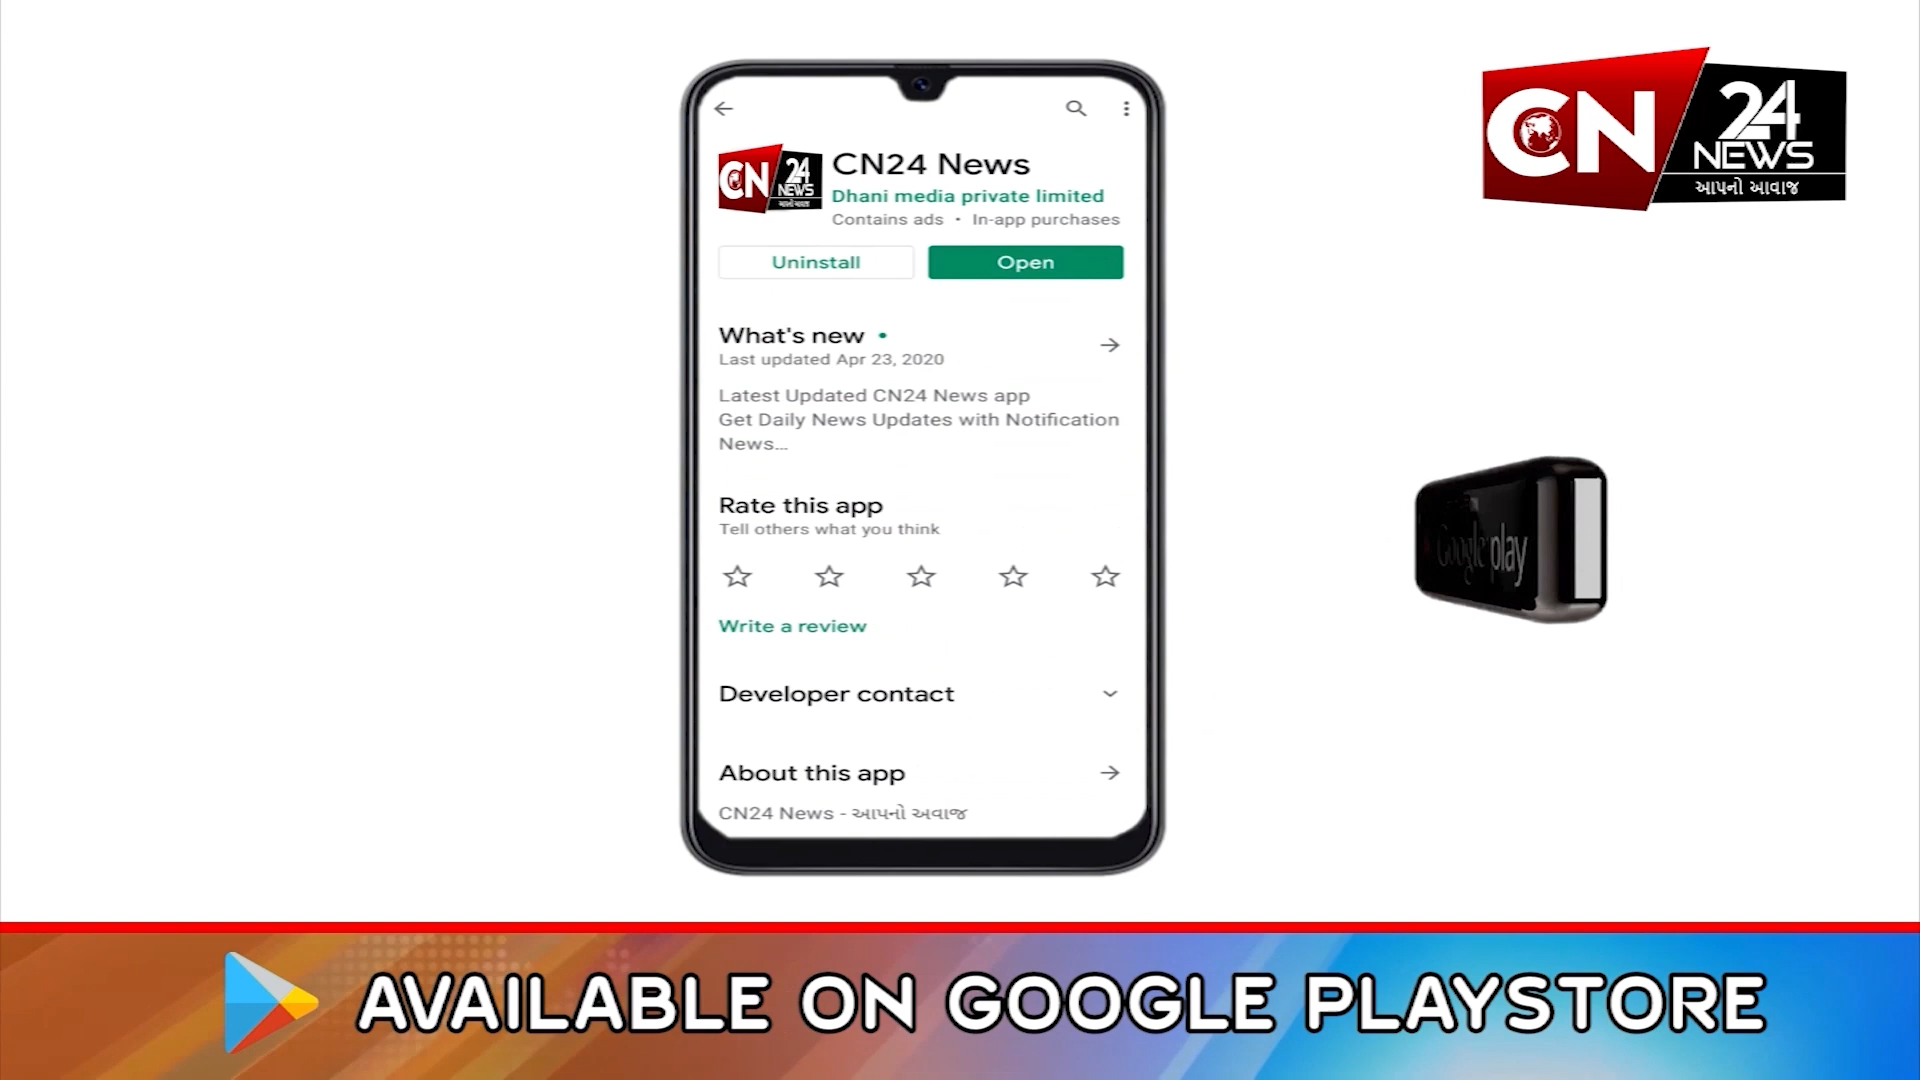 CN24 News
Dhani media private limited
Contains ads • In-app purchases
Uninstall
Open
What's new •
Last updated Apr 23, 2020
Latest Updated CN24 News app
Get Daily News Updates with Notification
News...
Rate this app
Tell others what you think
Write a review
Developer contact
About this app
CN24 News - આપનો અવાજ
CN 24 NEWS
CN
24
NEWS
આપનો અવાજ
Google play
AVAILABLE ON GOOGLE PLAYSTORE